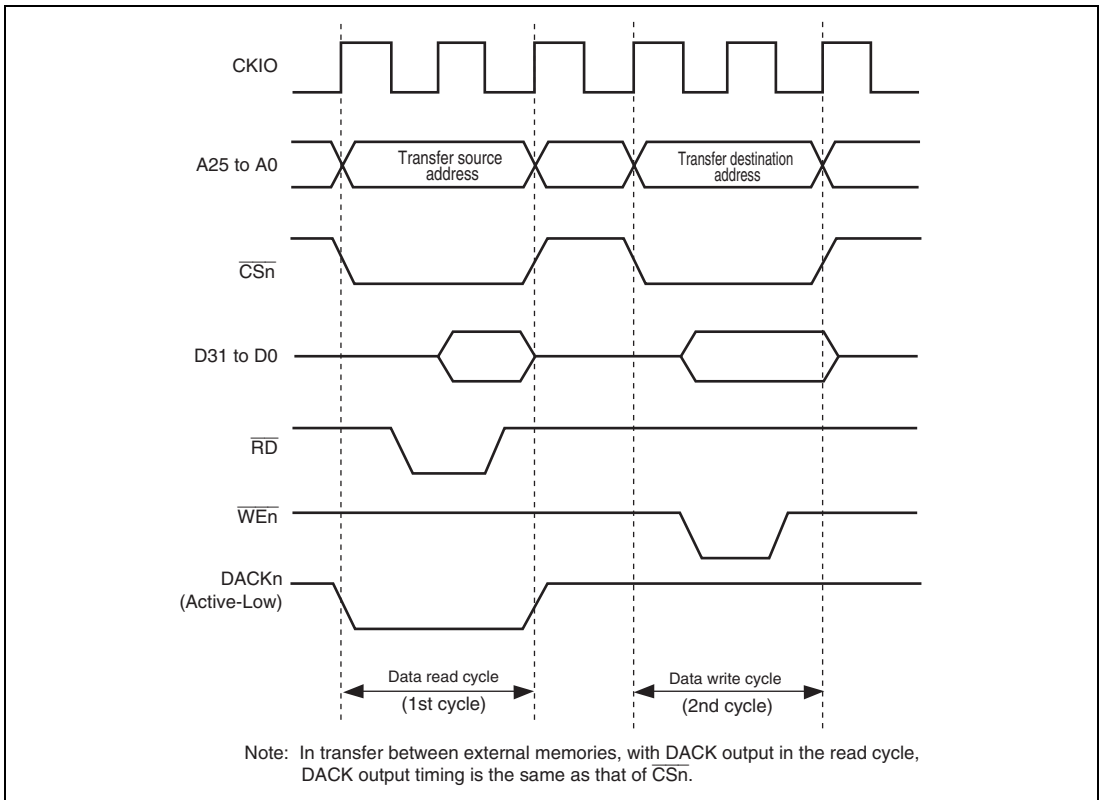 CKIO
A25 to A0
Transfer source
address
Transfer destination
address
CSn
D31 to D0
RD
WEn
DACKn
(Active-Low)
Data read cycle
(1st cycle)
Data write cycle
(2nd cycle)
Note: In transfer between external memories, with DACK output in the read cycle,
DACK output timing is the same as that of CSn.